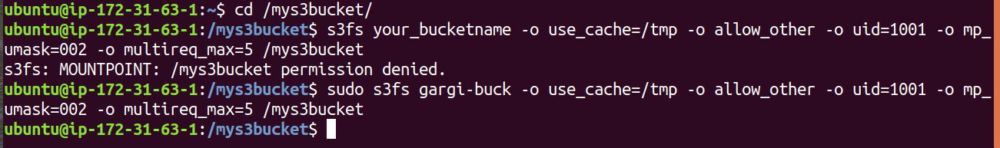 ubuntu@ip-172-31-63-1:~$ cd /mys3bucket/
ubuntu@ip-172-31-63-1:/mys3bucket$ s3fs your_bucketname -o use_cache=/tmp -o allow_other -o uid=1001 -o mp_
umask=002 -o multireq_max=5 /mys3bucket
s3fs: MOUNTPOINT: /mys3bucket permission denied.
ubuntu@ip-172-31-63-1:/mys3bucket$ sudo s3fs gargi-buck -o use_cache=/tmp -o allow_other -o uid=1001 -o mp_
umask=002 -o multireq_max=5 /mys3bucket
ubuntu@ip-172-31-63-1:/mys3bucket$